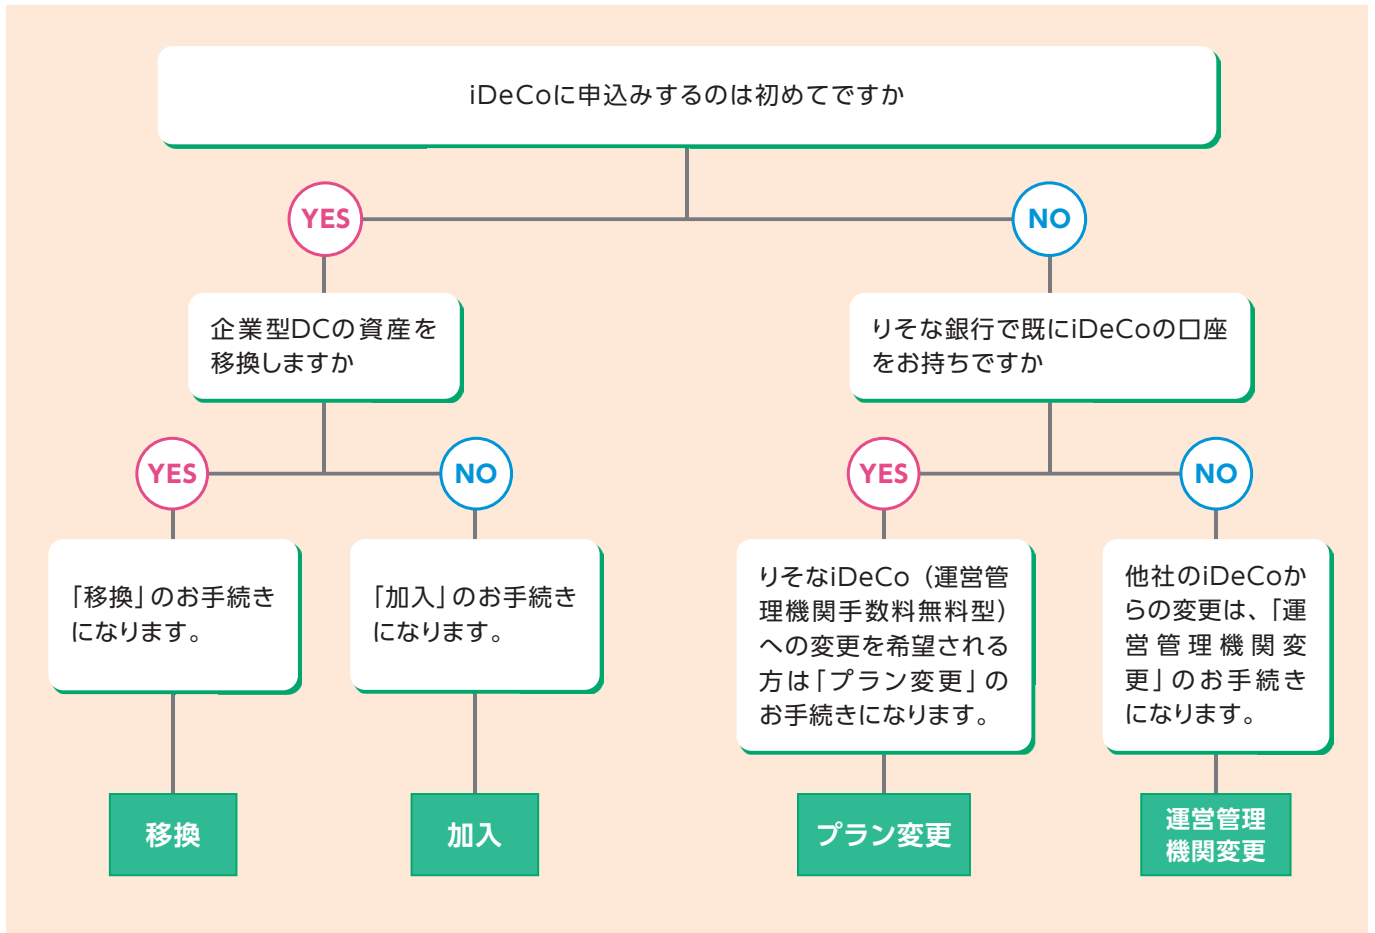 iDeCoに申込みするのは初めてですか
YES
NO
企業型DCの資産を
移換しますか
りそな銀行で既にiDeCoの口座
をお持ちですか
YES
NO
YES
NO
「移換」のお手続き
になります。
「加入」のお手続き
になります。
りそなiDeCo（運営管
理機関手数料無料型）
への変更を希望される
方は「プラン変更」の
お手続きになります。
他社のiDeCoか
らの変更は、「運
営管理機関変
更」のお手続き
になります。
移換
加入
プラン変更
運営管理
機関変更